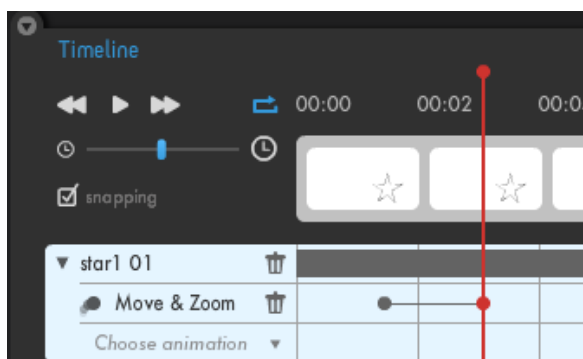 Timeline
00:00 00:02
snapping
star1 01
Move & Zoom
Choose animation